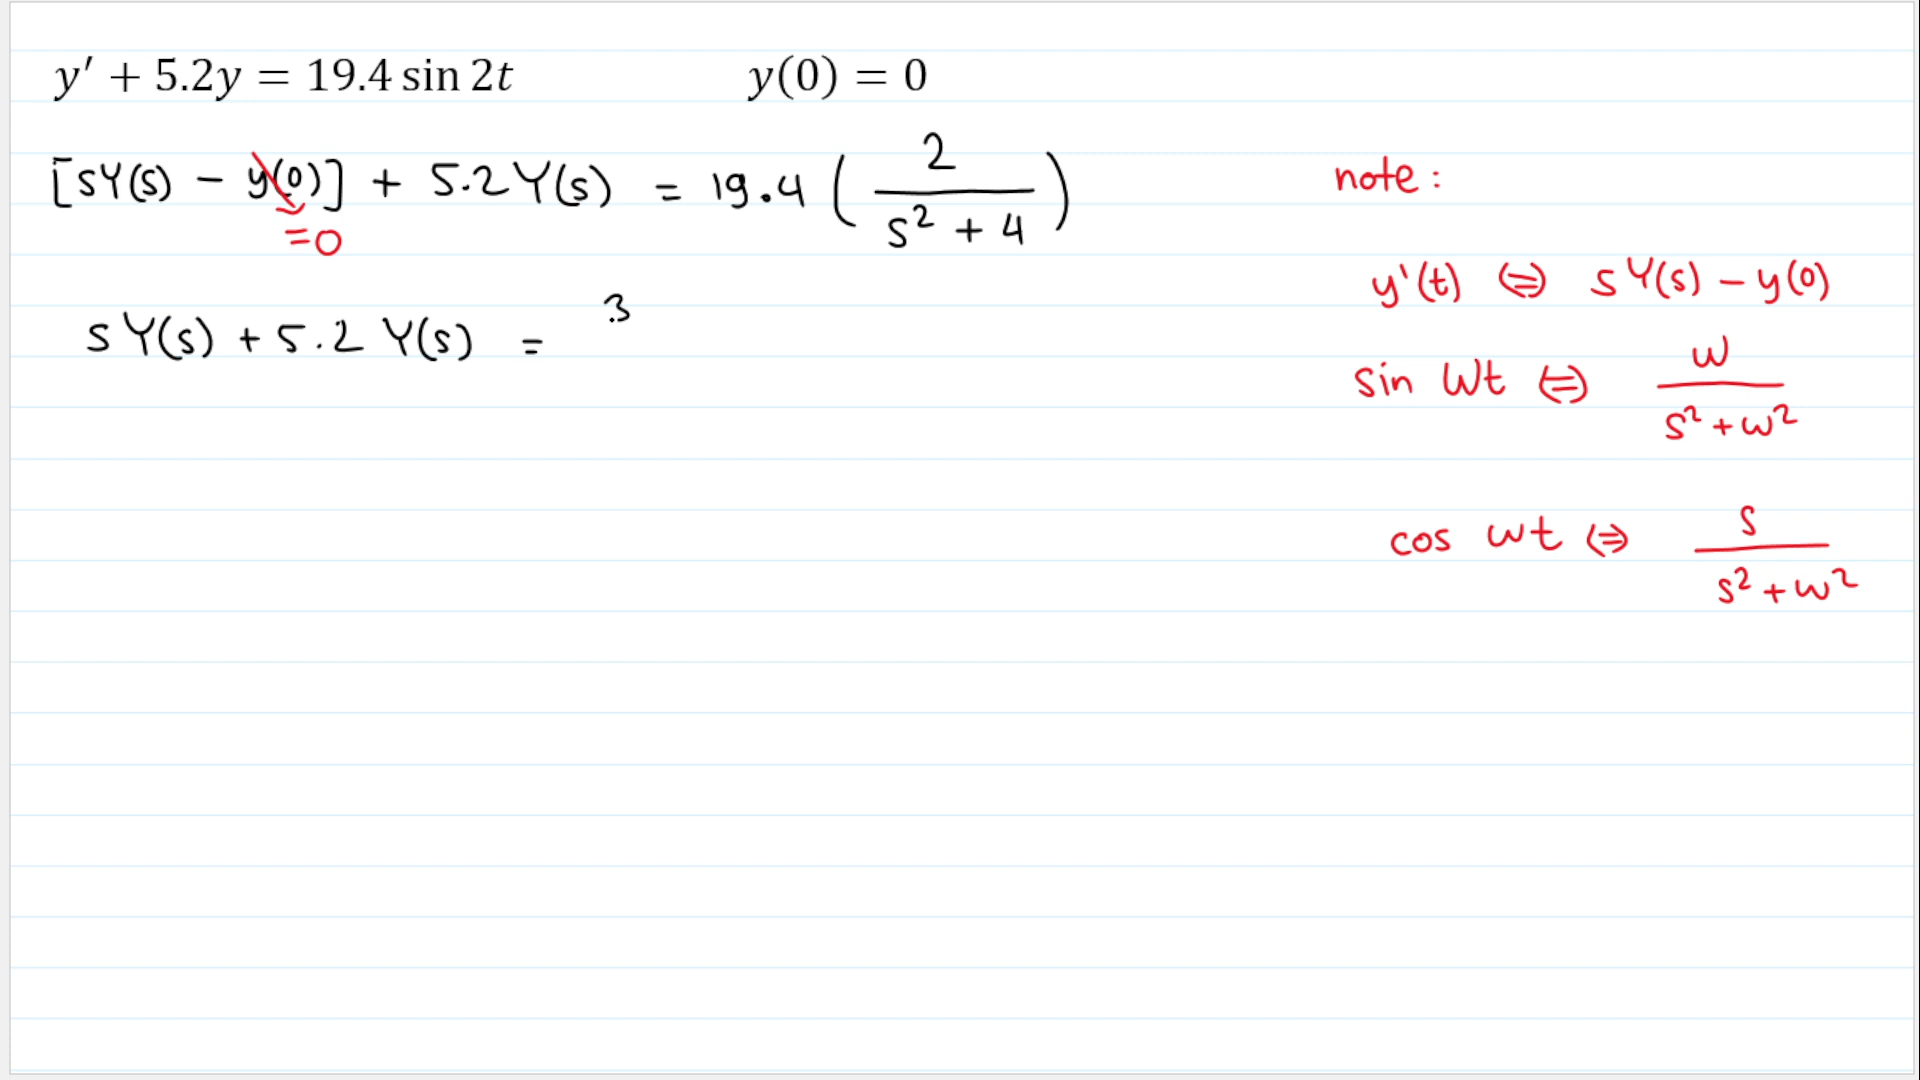 y′ + 5.2y = 19.4 sin 2t y(0) = 0
[sY(s) − y(0)] + 5.2Y(s) = 19.4 (2/(s² + 4))
=0
sY(s) + 5.2 Y(s) = 3
note:
y'(t) ⇔ sY(s) − y(0)
sin Wt ⇔ w/(s² + w²)
cos wt ⇔ s/(s² + w²)